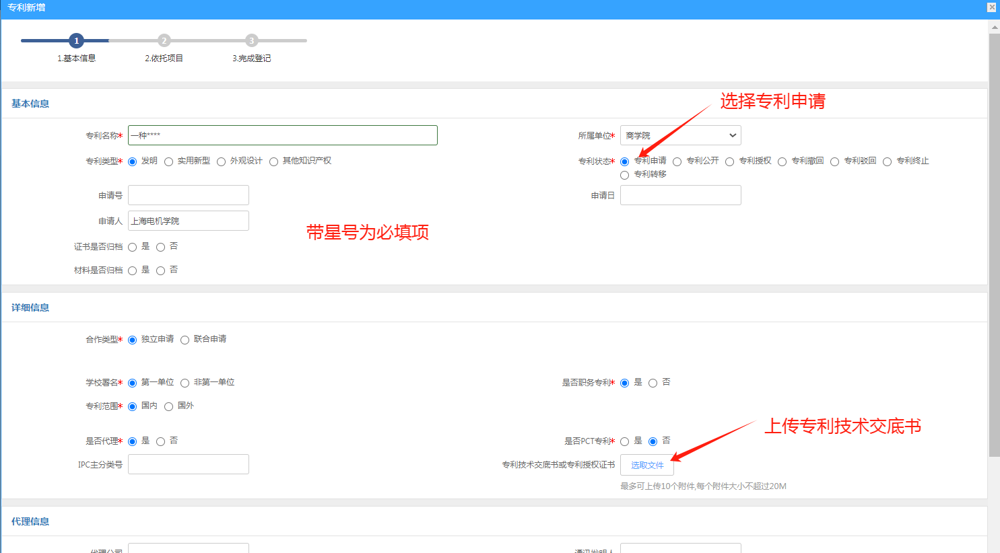 专利新增
1 2 3
1.基本信息 2.依托项目 3.完成登记
选择专利申请
基本信息
专利名称* 一种**** 所属单位* 商学院
专利类型* 发明 实用新型 外观设计 其他知识产权 专利状态* 专利申请 专利公开 专利授权 专利撤回 专利驳回 专利终止
专利转移
申请号 申请日
申请人 上海电机学院
带星号为必填项
证书是否归档 是 否
材料是否归档 是 否
详细信息
合作类型* 独立申请 联合申请
学校署名* 第一单位 非第一单位 是否职务专利* 是 否
专利范围* 国内 国外
上传专利技术交底书
是否代理* 是 否 是否PCT专利* 是 否
IPC主分类号 专利技术交底书或专利授权证书 选取文件
最多可上传10个附件,每个附件大小不超过20M
代理信息
代理公司 通讯发明人